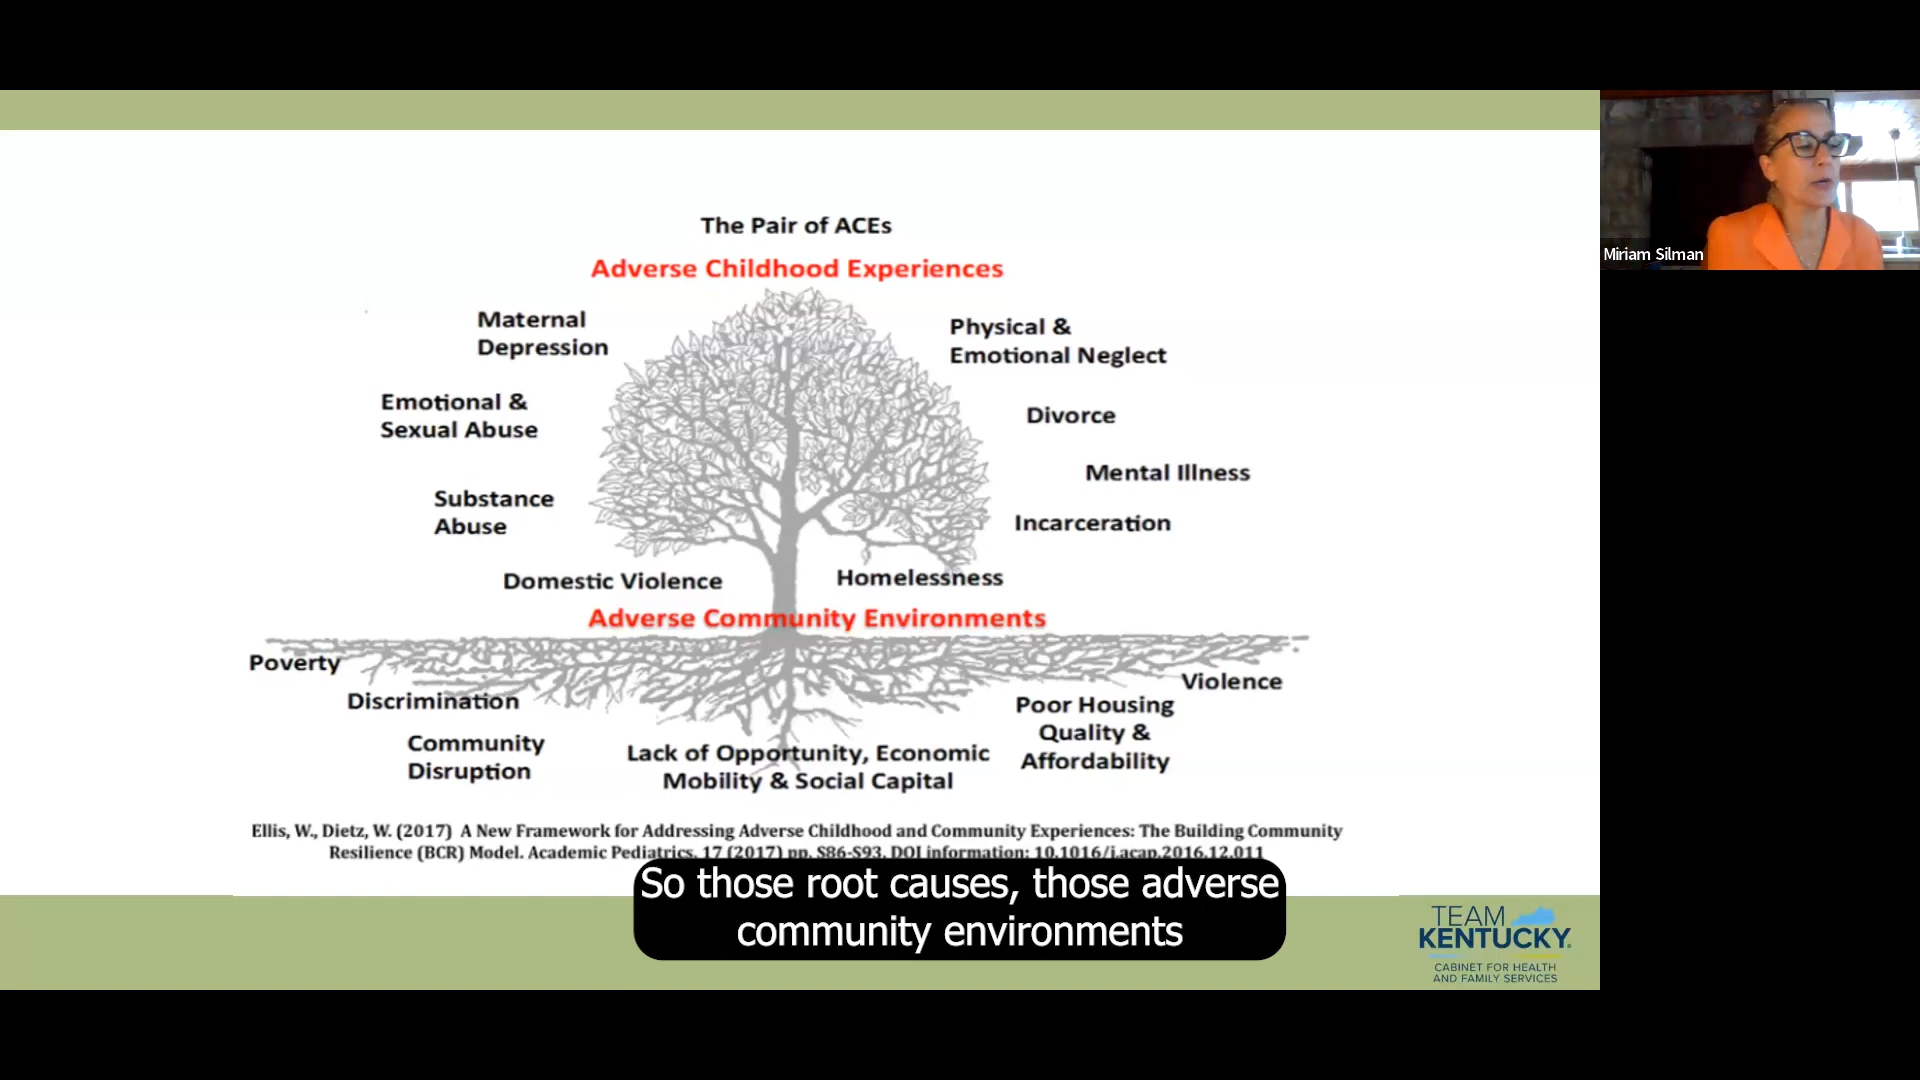 The Pair of ACEs
Adverse Childhood Experiences
Maternal
Depression
Physical &
Emotional Neglect
Emotional &
Sexual Abuse
Divorce
Mental Illness
Substance
Abuse
Incarceration
Domestic Violence
Homelessness
Adverse Community Environments
Poverty
Discrimination
Violence
Community
Disruption
Lack of Opportunity, Economic
Mobility & Social Capital
Poor Housing
Quality &
Affordability
Ellis, W., Dietz, W. (2017) A New Framework for Addressing Adverse Childhood and Community Experiences: The Building Community
Resilience (BCR) Model. Academic Pediatrics. 17 (2017) pp. S86-S93. DOI information: 10.1016/j.acap.2016.12.011
So those root causes, those adverse
community environments
TEAM
KENTUCKY®
CABINET FOR HEALTH
AND FAMILY SERVICES
Miriam Silman